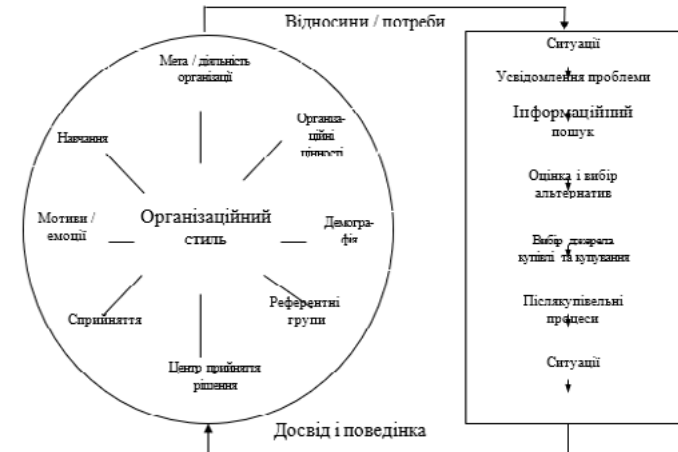 Відносини / потреби
Мета / діяльність
організації
Організа-
ційні
цінності
Навчання
Мотиви /
емоції
Організаційний
стиль
Демогра-
фія
Сприйняття
Референтні
групи
Центр прийняття
рішення
Ситуації
Усвідомлення проблеми
Інформаційний
пошук
Оцінка і вибір
альтернатив
Вибір джерела
купівлі та купування
Післякупівельні
процеси
Ситуації
Досвід і поведінка